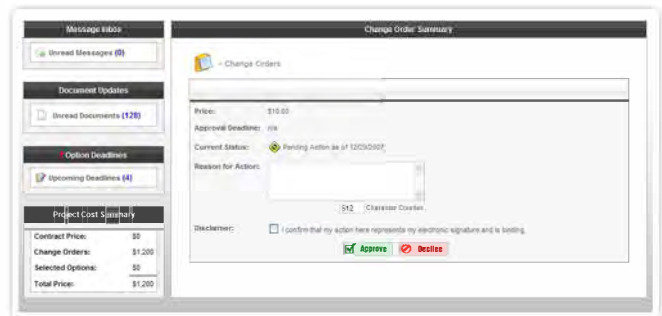 Message Inbox
Unread Messages (0)
Document Updates
Unread Documents (128)
Option Deadlines
Upcoming Deadlines (4)
Project Cost Summary
Contract Price: $0
Change Orders: $1,200
Selected Options: $0
Total Price: $1,200
Change Order Summary
- Change Orders
Price: $10.00
Approval Deadline: n/a
Current Status: Pending Action as of 12/20/2007
Reason for Action:
512 Character Counter
Disclaimer: I confirm that my action here represents my electronic signature and is binding.
Approve Decline